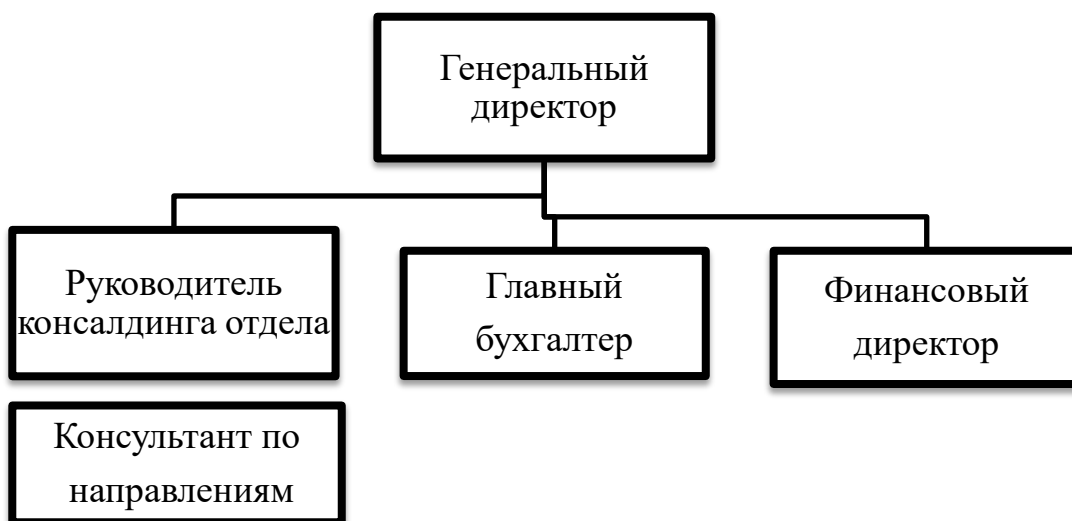 Генеральный
директор
Руководитель
консалдинга отдела
Главный
бухгалтер
Финансовый
директор
Консультант по
направлениям